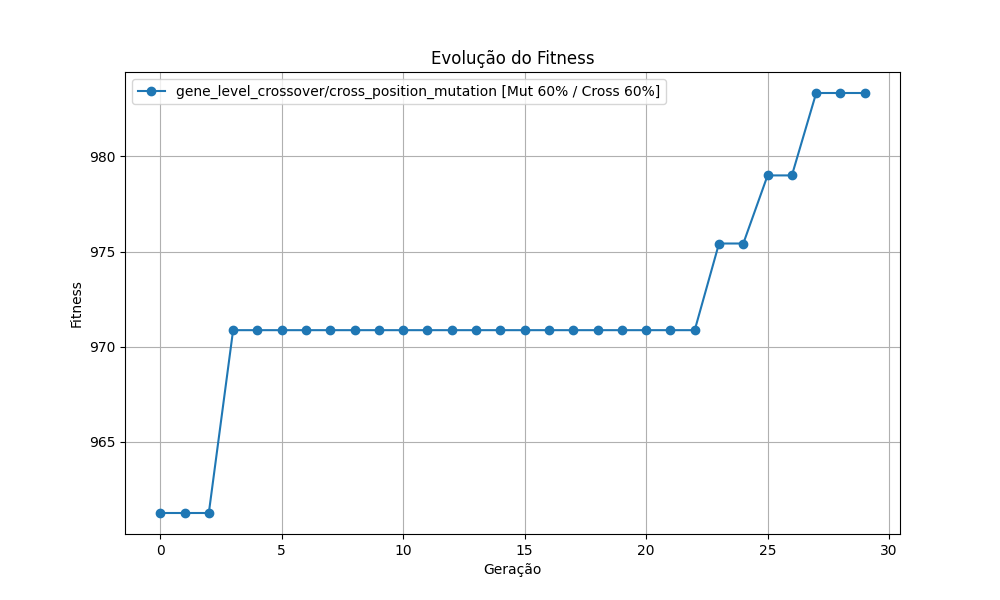 Evolução do Fitness
gene_level_crossover/cross_position_mutation [Mut 60% / Cross 60%]
980
975
970
965
Fitness
0 5 10 15 20 25 30
Geração